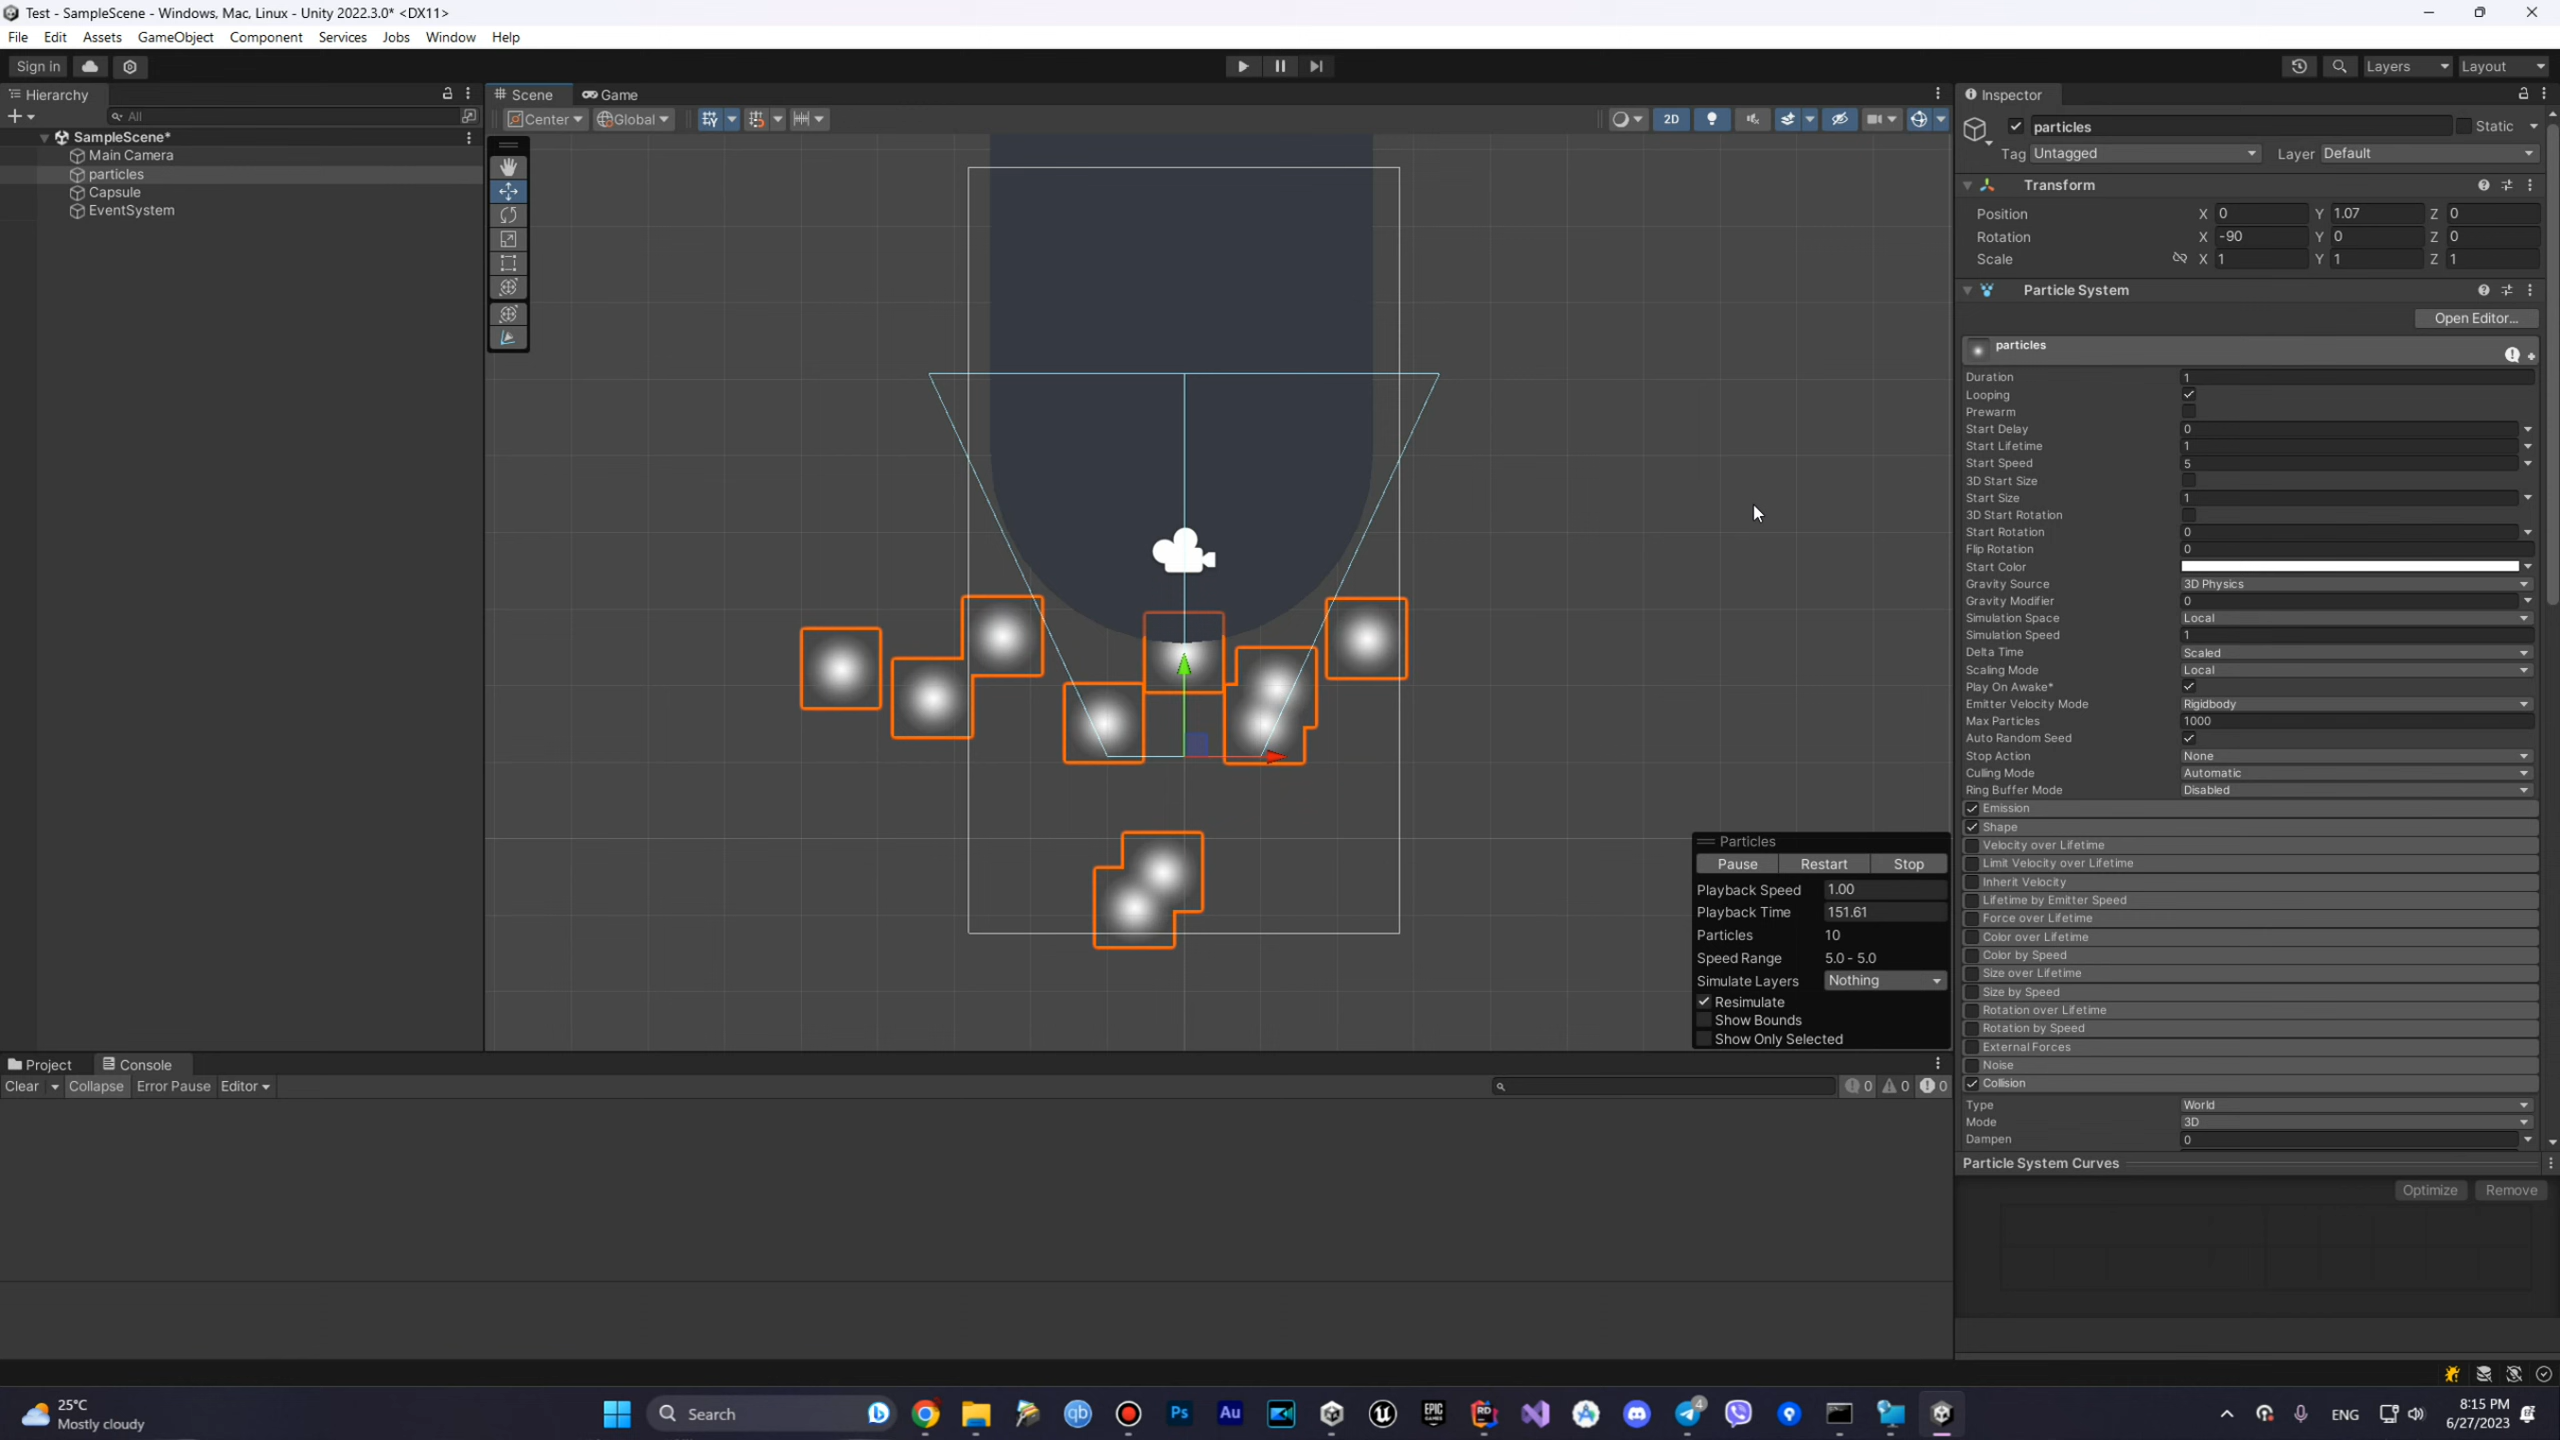 Test - SampleScene - Windows, Mac, Linux - Unity 2022.3.0* <DX11>
File Edit Assets GameObject Component Services Jobs Window Help
Sign in
Layers
Layout
Hierarchy
All
SampleScene*
Main Camera
particles
Capsule
EventSystem
Scene Game
Center Global 2D
Inspector
particles Static
Tag Untagged Layer Default
Transform
Position X 0 Y 1.07 Z 0
Rotation X -90 Y 0 Z 0
Scale X 1 Y 1 Z 1
Particle System
Open Editor...
particles
Duration 1
Looping
Prewarm
Start Delay 0
Start Lifetime 1
Start Speed 5
3D Start Size
Start Size 1
3D Start Rotation
Start Rotation 0
Flip Rotation 0
Start Color
Gravity Source 3D Physics
Gravity Modifier 0
Simulation Space Local
Simulation Speed 1
Delta Time Scaled
Scaling Mode Local
Play On Awake*
Emitter Velocity Mode Rigidbody
Max Particles 1000
Auto Random Seed
Stop Action None
Culling Mode Automatic
Ring Buffer Mode Disabled
Emission
Shape
Velocity over Lifetime
Limit Velocity over Lifetime
Inherit Velocity
Lifetime by Emitter Speed
Force over Lifetime
Color over Lifetime
Color by Speed
Size over Lifetime
Size by Speed
Rotation over Lifetime
Rotation by Speed
External Forces
Noise
Collision
Type World
Mode 3D
Dampen 0
Particle System Curves
Optimize Remove
Particles
Pause Restart Stop
Playback Speed 1.00
Playback Time 151.61
Particles 10
Speed Range 5.0 - 5.0
Simulate Layers Nothing
Resimulate
Show Bounds
Show Only Selected
Project Console
Clear Collapse Error Pause Editor
0 0 0
25°C
Mostly cloudy
Search
qb
Ps
Au
EPIC GAMES
RD
4
ENG
8:15 PM
6/27/2023